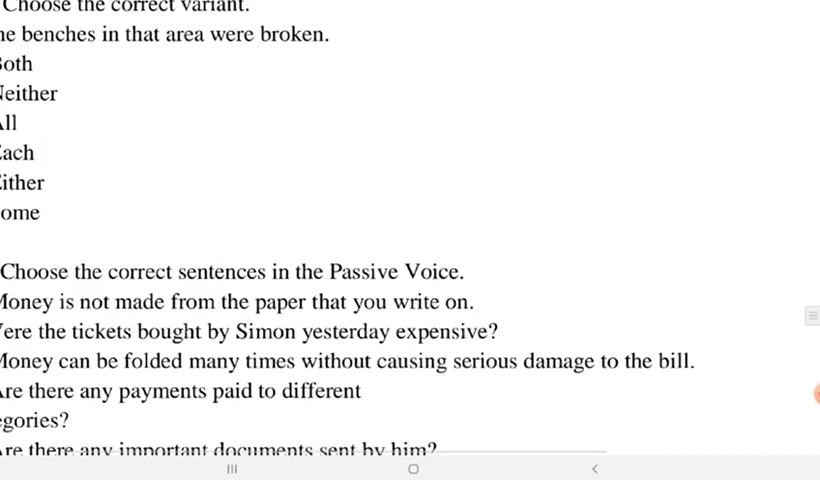 Choose the correct variant.
he benches in that area were broken.
Both
Neither
All
Each
Either
ome
Choose the correct sentences in the Passive Voice.
Money is not made from the paper that you write on.
Were the tickets bought by Simon yesterday expensive?
Money can be folded many times without causing serious damage to the bill.
Are there any payments paid to different
egories?
Are there any important documents sent by him?